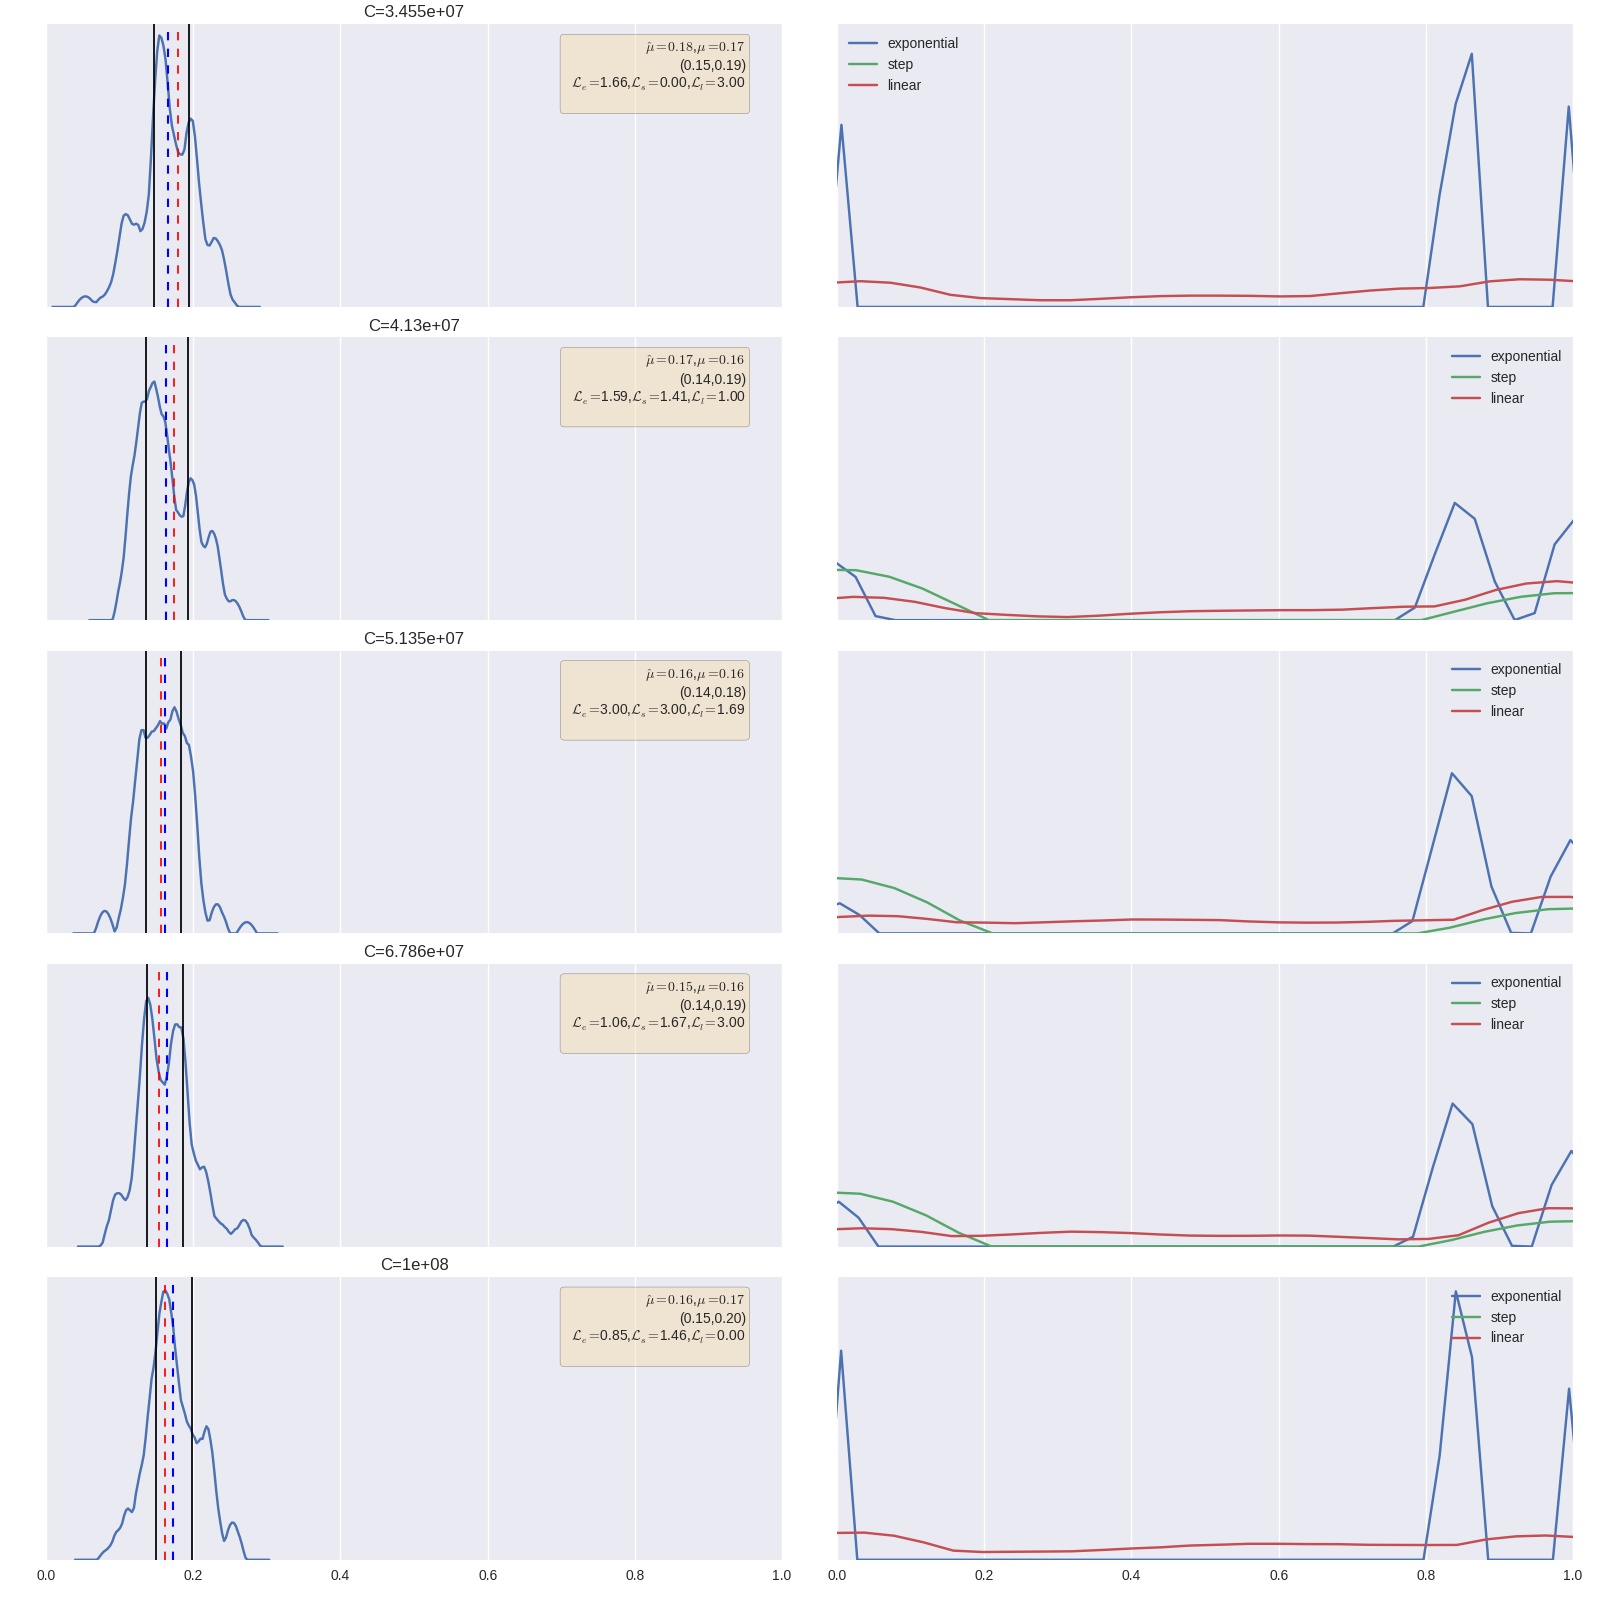 C=3.455e+07
μ̂=0.18,μ=0.17
(0.15,0.19)
ℒₑ=1.66,ℒₛ=0.00,ℒₗ=3.00
exponential
step
linear
C=4.13e+07
μ̂=0.17,μ=0.16
(0.14,0.19)
ℒₑ=1.59,ℒₛ=1.41,ℒₗ=1.00
exponential
step
linear
C=5.135e+07
μ̂=0.16,μ=0.16
(0.14,0.18)
ℒₑ=3.00,ℒₛ=3.00,ℒₗ=1.69
exponential
step
linear
C=6.786e+07
μ̂=0.15,μ=0.16
(0.14,0.19)
ℒₑ=1.06,ℒₛ=1.67,ℒₗ=3.00
exponential
step
linear
C=1e+08
μ̂=0.16,μ=0.17
(0.15,0.20)
ℒₑ=0.85,ℒₛ=1.46,ℒₗ=0.00
exponential
step
linear
0.0 0.2 0.4 0.6 0.8 1.0
0.0 0.2 0.4 0.6 0.8 1.0